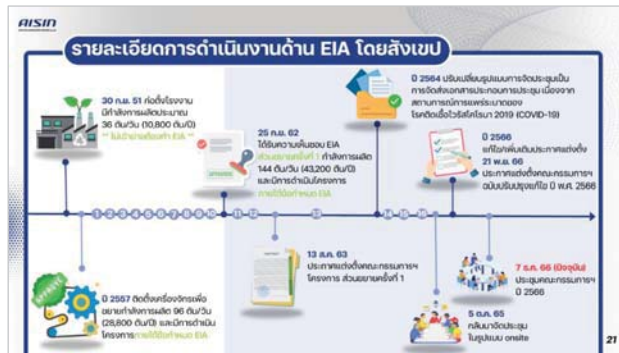 AISIN
รายละเอียดการดำเนินงานด้าน EIA โดยสังเขป
30 ก.ย. 51 ก่อตั้งโรงงาน
มีกำลังการผลิตประมาณ
36 ตัน/วัน (10,800 ตัน/ปี)
** ไม่เข้าข่ายต้องทำ EIA **
25 ก.ย. 62
ได้รับความเห็นชอบ EIA
ส่วนขยายครั้งที่ 1 กำลังการผลิต
144 ตัน/วัน (43,200 ตัน/ปี)
และมีการดำเนินโครงการ
ภายใต้ข้อกำหนด EIA
ปี 2564 ปรับเปลี่ยนรูปแบบการจัดประชุมเป็น
การจัดส่งเอกสารประกอบการประชุม เนื่องจาก
สถานการณ์การแพร่ระบาดของ
โรคติดเชื้อไวรัสโคโรนา 2019 (COVID-19)
ปี 2566
แก้ไข/เพิ่มเติมประกาศแต่งตั้ง
21 พ.ย. 66
ประกาศแต่งตั้งคณะกรรมการฯ
ฉบับปรับปรุงแก้ไข ปี พ.ศ. 2566
1 2 3 4 5 6 7 8 9 10 11 12 13 14 15 16
ปี 2557 ติดตั้งเครื่องจักรเพื่อ
ขยายกำลังการผลิต 96 ตัน/วัน
(28,800 ตัน/ปี) และมีการดำเนิน
โครงการภายใต้ข้อกำหนด EIA
13 ส.ค. 63
ประกาศแต่งตั้งคณะกรรมการฯ
โครงการ ส่วนขยายครั้งที่ 1
5 ต.ค. 65
กลับมาจัดประชุม
ในรูปแบบ onsite
7 ธ.ค. 66 (ปัจจุบัน)
ประชุมคณะกรรมการฯ
ปี 2566
21